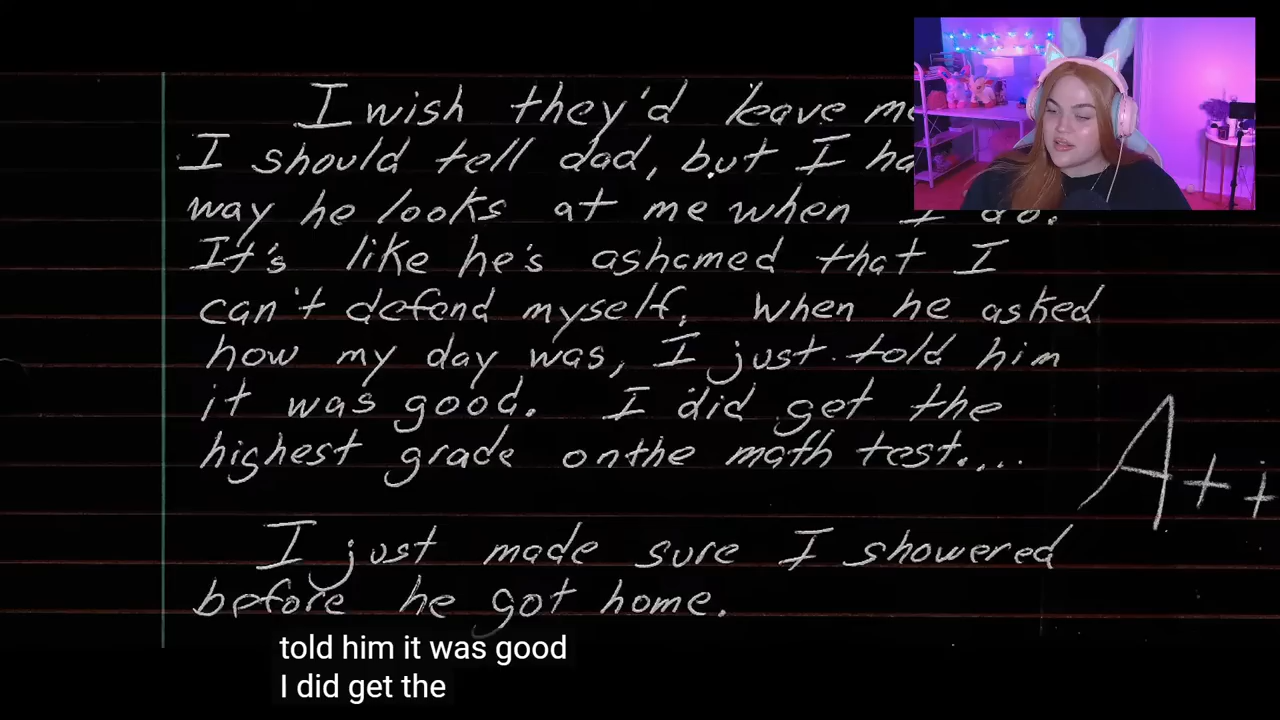 I wish they'd leave me
I should tell dad, but I ha
way he looks at me when I do.
It's like he's ashamed that I
can't defend myself. When he asked
how my day was, I just told him
it was good. I did get the
highest grade onthe math test....
A++
I just made sure I showered
before he got home.
told him it was good
I did get the